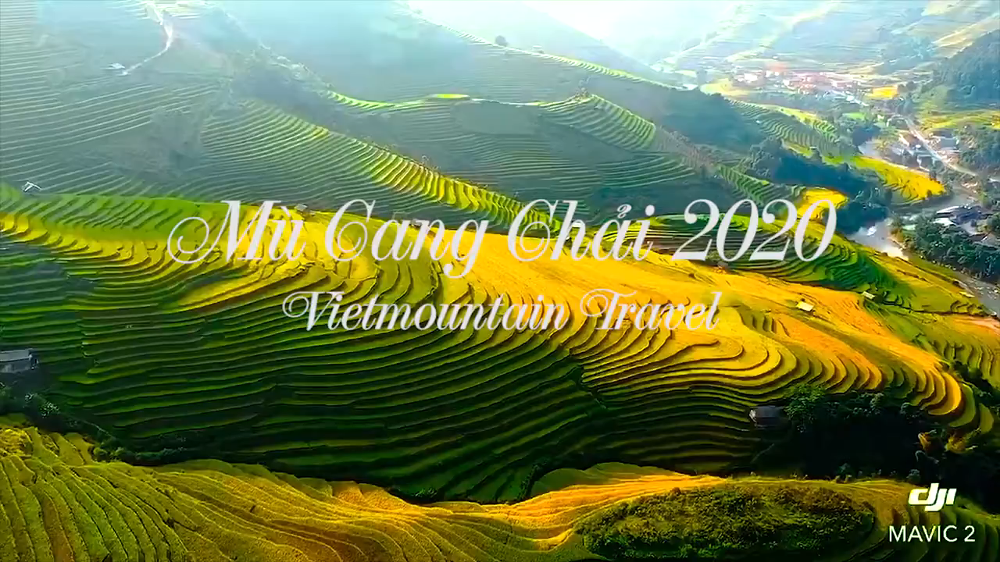 Mù Cang Chải 2020
Vietmountain Travel
dji
MAVIC 2